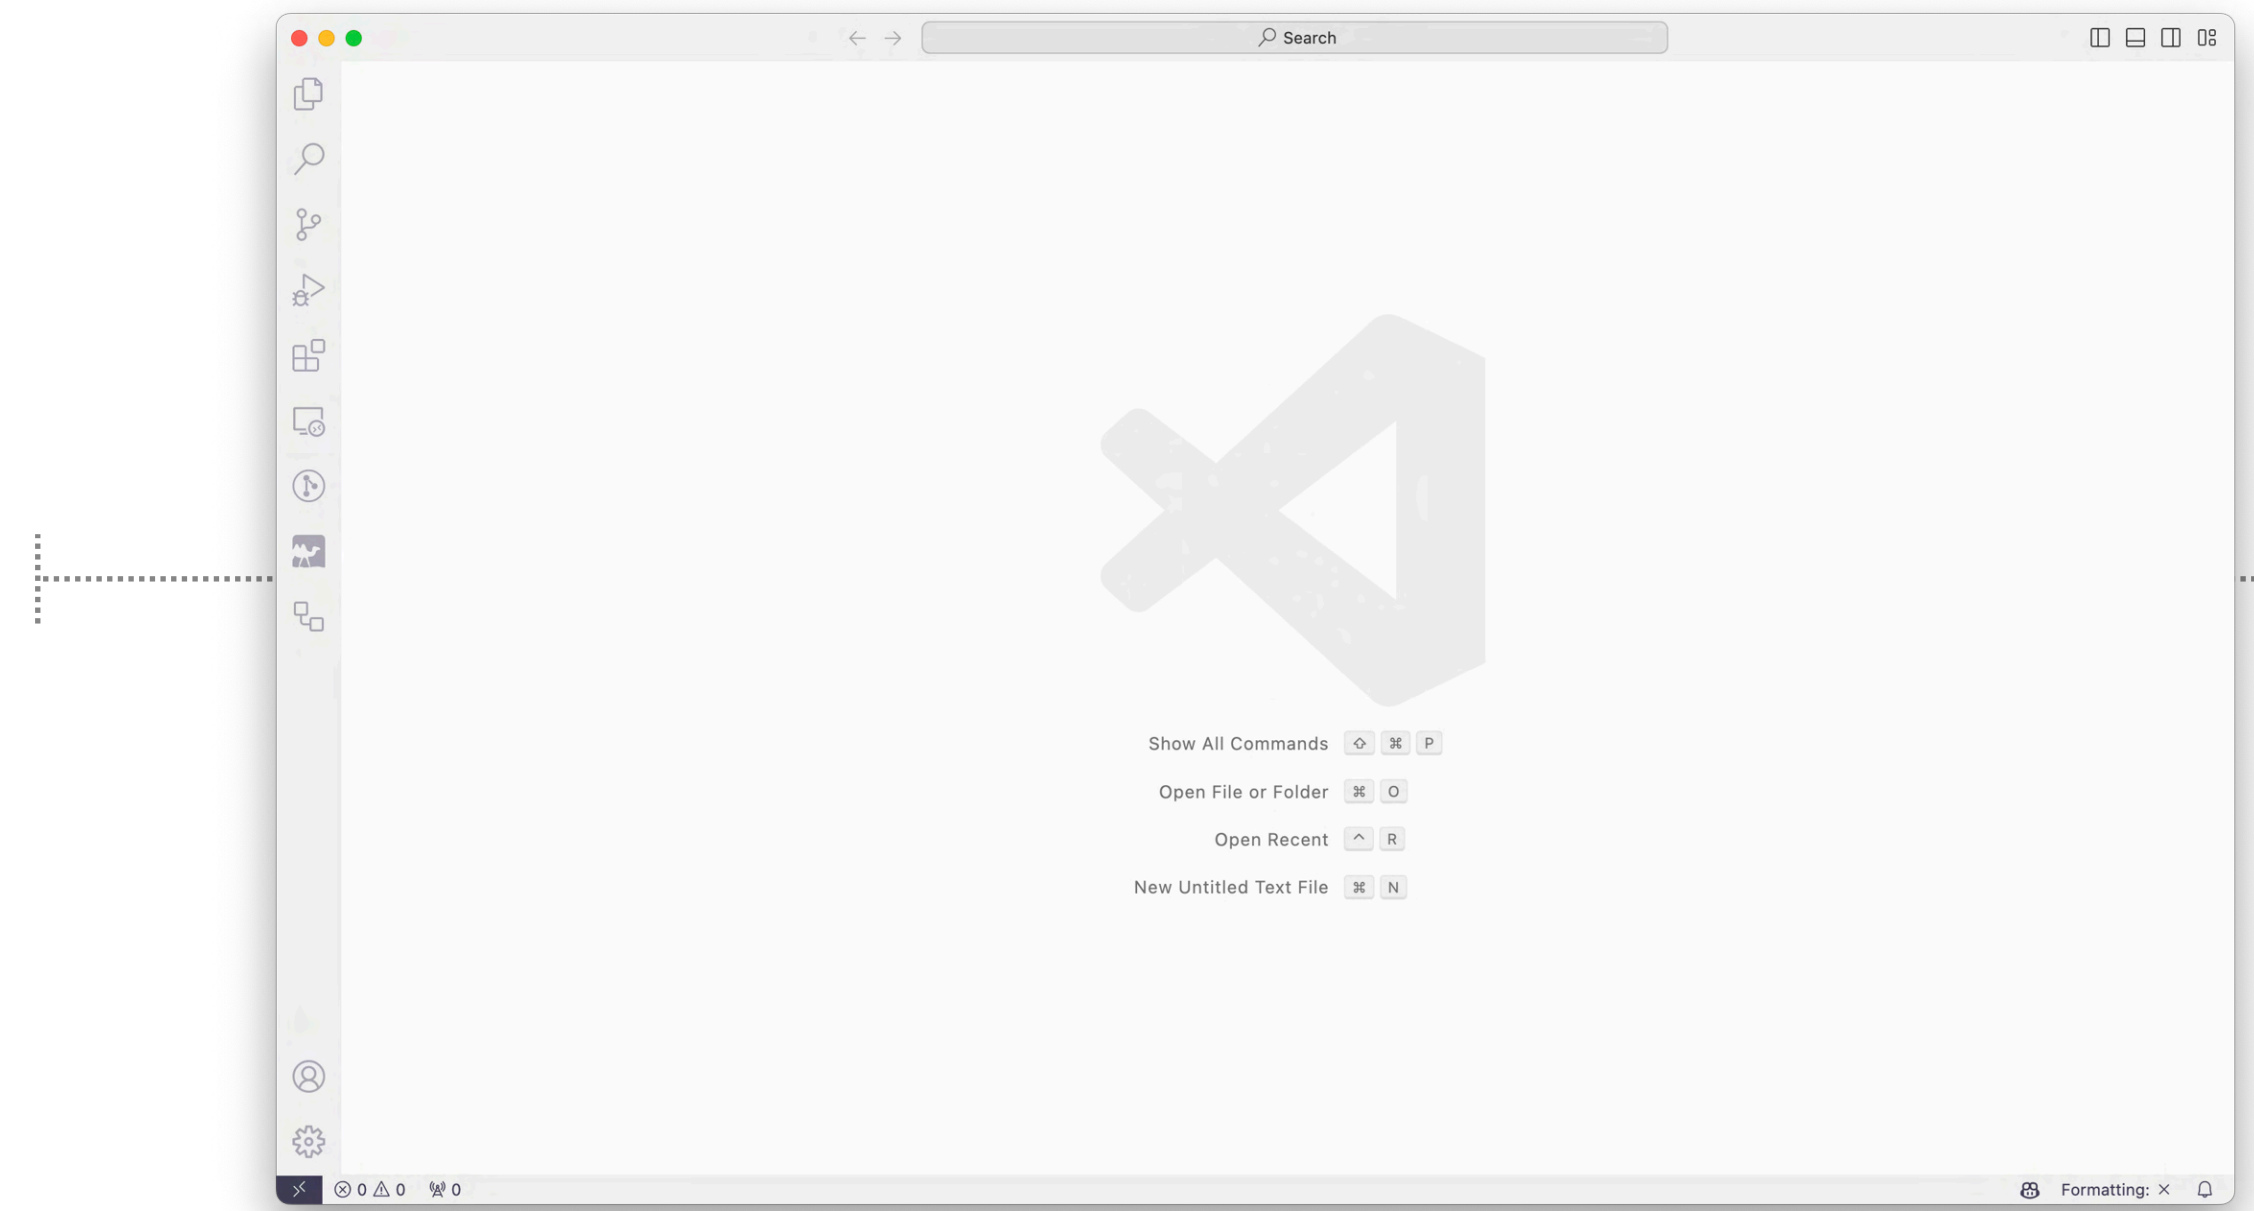 Search
Show All Commands ⇧ ⌘ P
Open File or Folder ⌘ O
Open Recent ^ R
New Untitled Text File ⌘ N
0 0 0 Formatting: ×